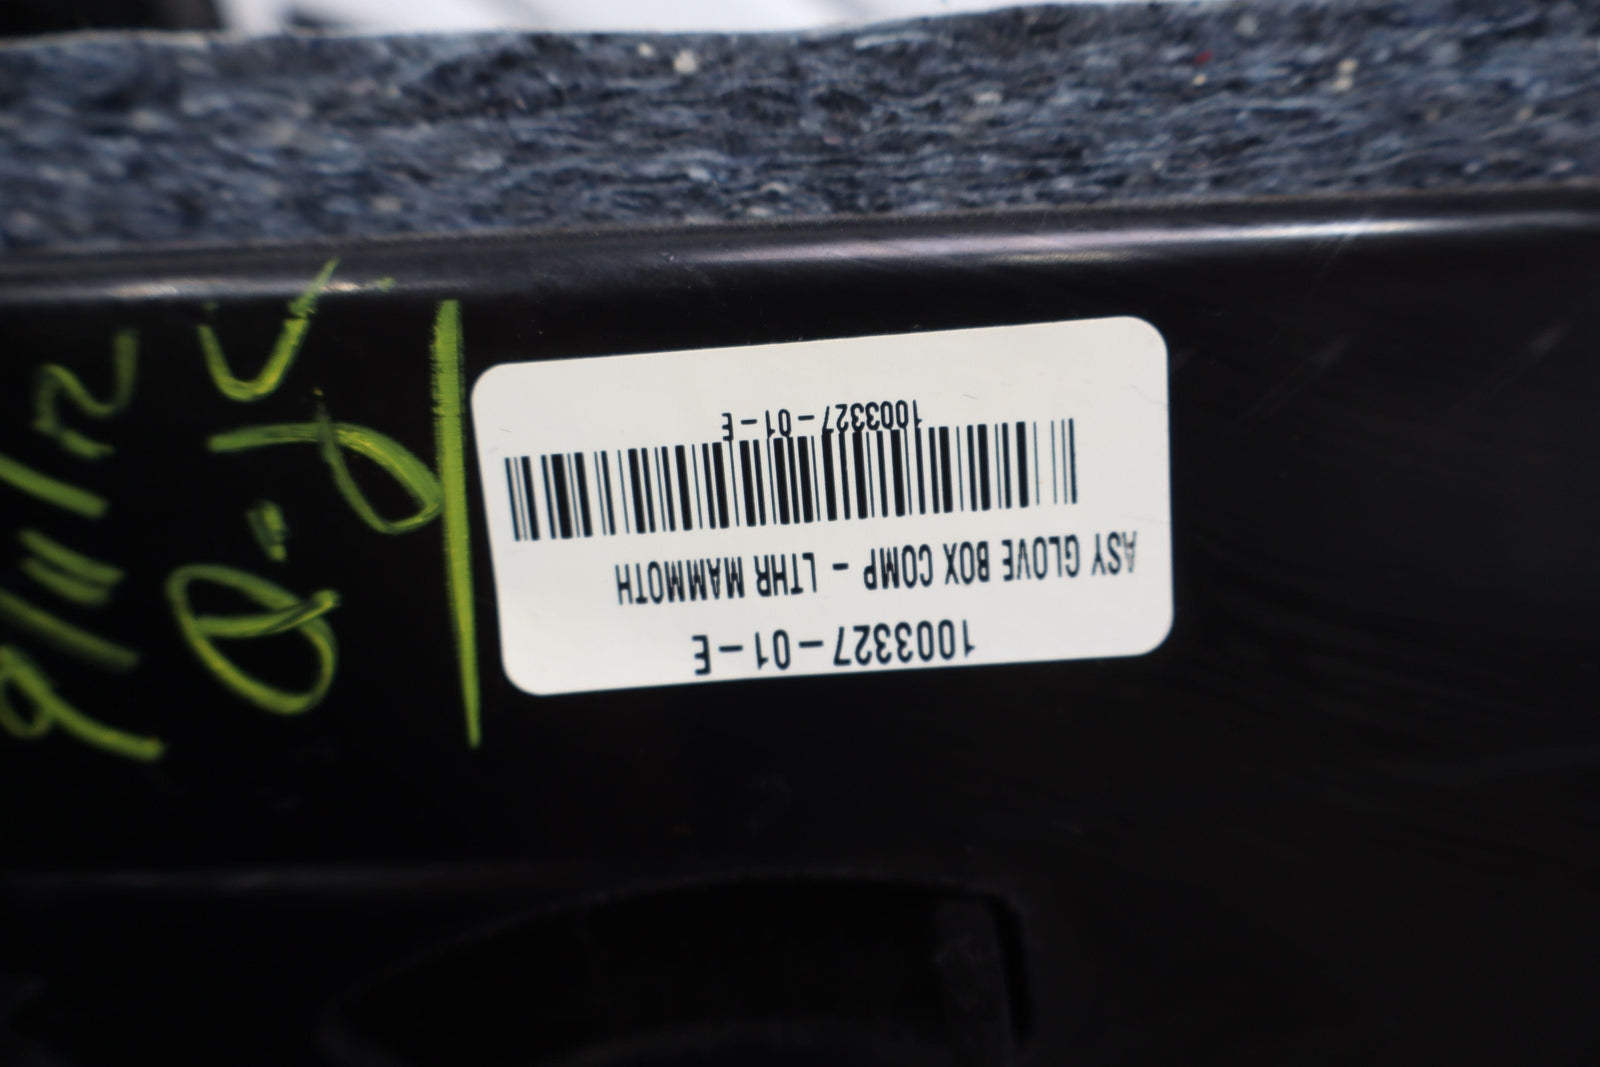 1003327-01-E
ASY GLOVE BOX COMP - LTHR MAMMOTH
1003327-01-E